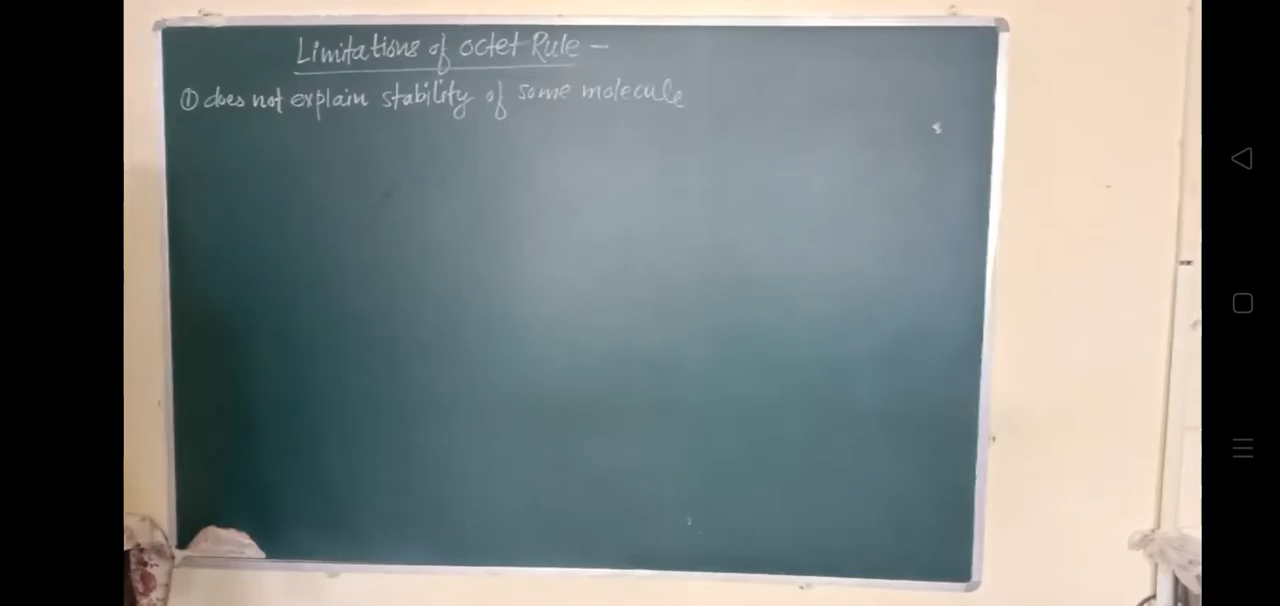 Limitations of octet Rule –
① does not explain stability of some molecule